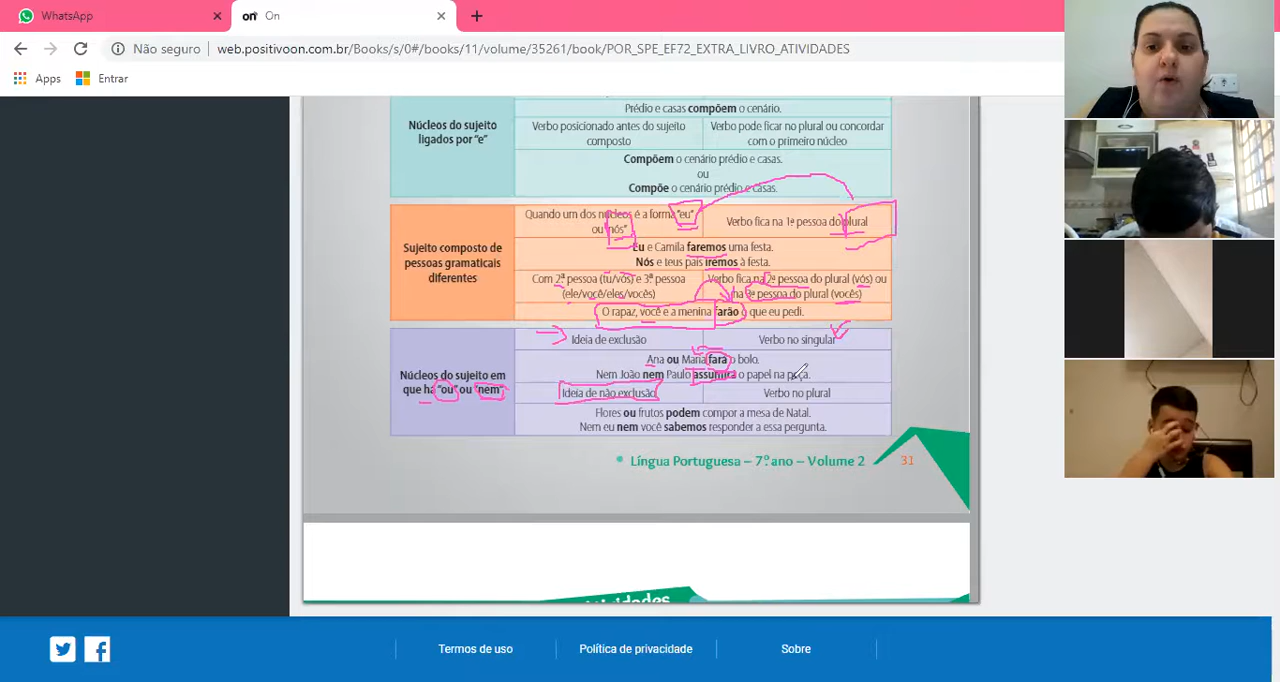 WhatsApp
On
Não seguro
web.positivoon.com.br/Books/s/0#/books/11/volume/35261/book/POR_SPE_EF72_EXTRA_LIVRO_ATIVIDADES
Apps
Entrar
Núcleos do sujeito
ligados por "e"
Prédio e casas compõem o cenário.
Verbo posicionado antes do sujeito
composto
Verbo pode ficar no plural ou concordar
com o primeiro núcleo
Compõem o cenário prédio e casas.
ou
Compõe o cenário prédio e casas.
Sujeito composto de
pessoas gramaticais
diferentes
Quando um dos núcleos é a forma "eu"
ou "nós"
Verbo fica na 1ª pessoa do plural
Eu e Camila faremos uma festa.
Nós e teus pais iremos à festa.
Com 2.ª pessoa (tu/vós) e 3ª pessoa
(ele/você/eles/vocês)
Verbo fica na 2ª pessoa do plural (vós) ou
na 3ª pessoa do plural (vocês)
O rapaz, você e a menina farão o que eu pedi.
Núcleos do sujeito em
que há "ou" ou "nem"
Ideia de exclusão
Verbo no singular
Ana ou Maria fará o bolo.
Nem João nem Paulo assumirá o papel na peça.
Ideia de não exclusão
Verbo no plural
Flores ou frutos podem compor a mesa de Natal.
Nem eu nem você sabemos responder a essa pergunta.
Língua Portuguesa – 7º ano – Volume 2
31
Termos de uso
Política de privacidade
Sobre